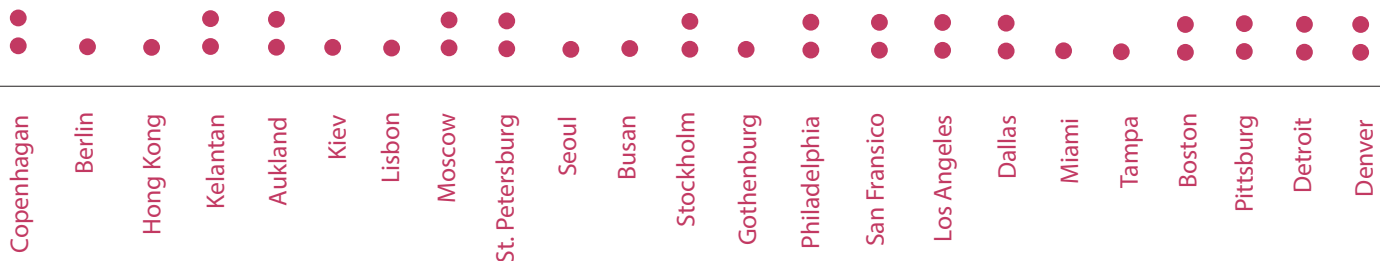 Copenhagan
Berlin
Hong Kong
Kelantan
Aukland
Kiev
Lisbon
Moscow
St. Petersburg
Seoul
Busan
Stockholm
Gothenburg
Philadelphia
San Fransico
Los Angeles
Dallas
Miami
Tampa
Boston
Pittsburg
Detroit
Denver